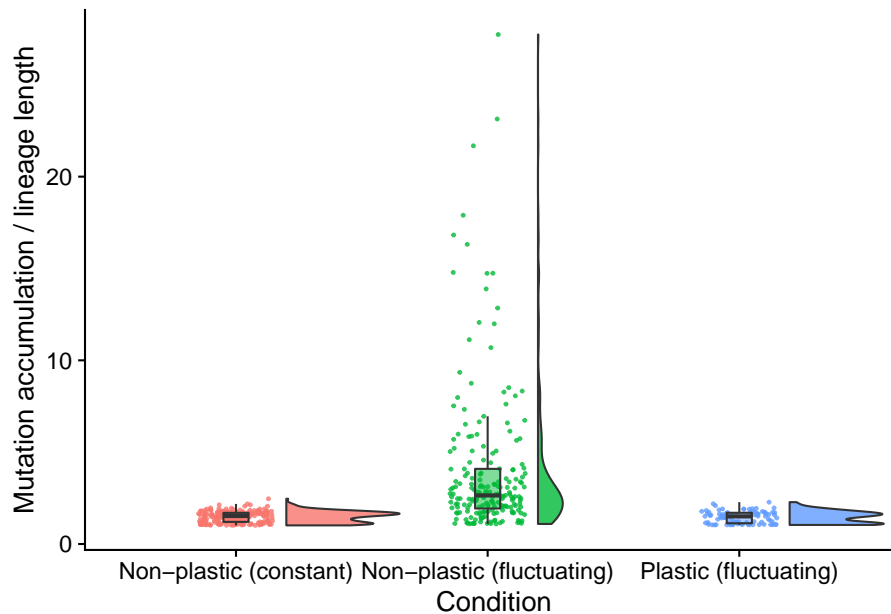 Mutation accumulation / lineage length
20
10
0
Non−plastic (constant)
Non−plastic (fluctuating)
Plastic (fluctuating)
Condition